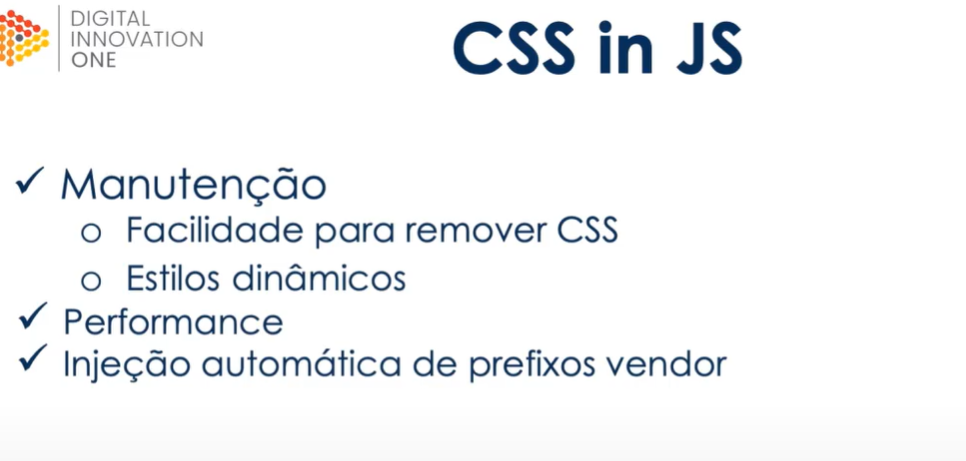 DIGITAL
INNOVATION
ONE
CSS in JS
✓ Manutenção
o Facilidade para remover CSS
o Estilos dinâmicos
✓ Performance
✓ Injeção automática de prefixos vendor